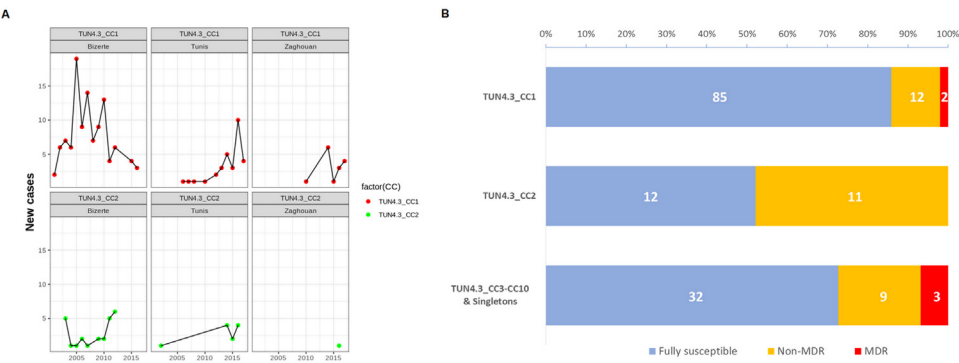 A
TUN4.3_CC1 TUN4.3_CC1 TUN4.3_CC1
Bizerte Tunis Zaghouan
15
10
5
TUN4.3_CC2 TUN4.3_CC2 TUN4.3_CC2
Bizerte Tunis Zaghouan
15
10
5
2005 2010 2015 2005 2010 2015 2005 2010 2015
New cases
factor(CC)
TUN4.3_CC1
TUN4.3_CC2
B
0% 10% 20% 30% 40% 50% 60% 70% 80% 90% 100%
TUN4.3_CC1 85 12 2
TUN4.3_CC2 12 11
TUN4.3_CC3-CC10
& Singletons
32 9 3
Fully susceptible Non-MDR MDR